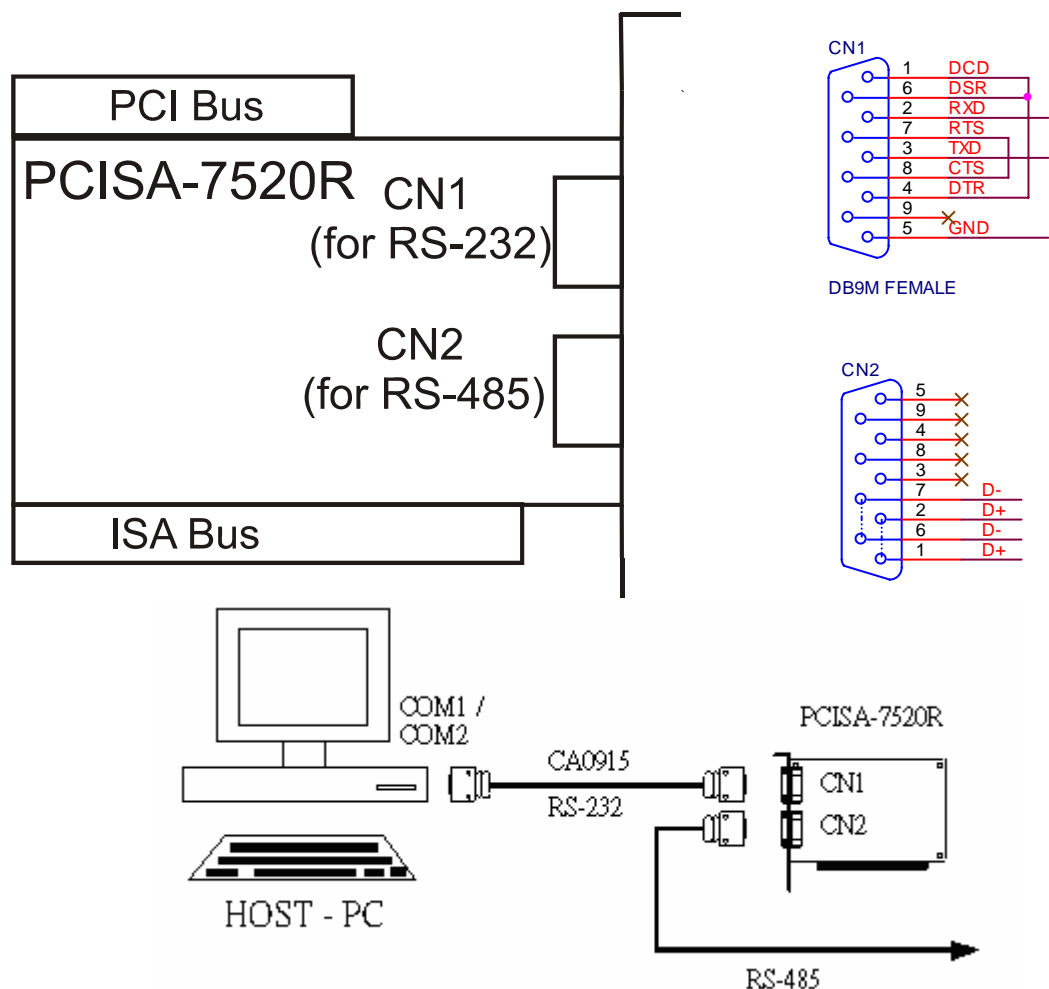 PCI Bus
PCISA-7520R
CN1
(for RS-232)
CN2
(for RS-485)
ISA Bus
CN1
1 DCD
6 DSR
2 RXD
7 RTS
3 TXD
8 CTS
4 DTR
9
5 GND
DB9M FEMALE
CN2
5
9
4
8
3
7 D-
2 D+
6 D-
1 D+
COM1 /
COM2
CA0915
RS-232
HOST - PC
PCISA-7520R
CN1
CN2
RS-485